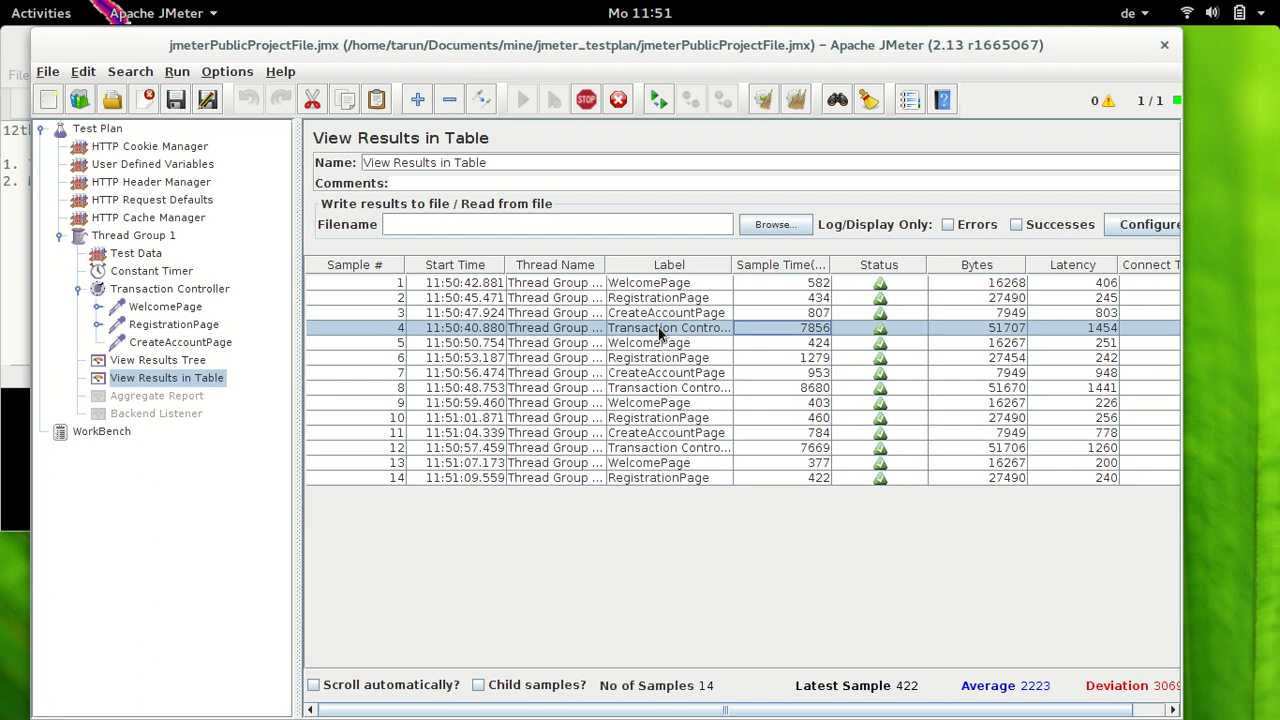 Activities Apache JMeter Mo 11:51 de
jmeterPublicProjectFile.jmx (/home/tarun/Documents/mine/jmeter_testplan/jmeterPublicProjectFile.jmx) – Apache JMeter (2.13 r1665067)
File Edit Search Run Options Help
0 1 / 1
Test Plan
HTTP Cookie Manager
User Defined Variables
HTTP Header Manager
HTTP Request Defaults
HTTP Cache Manager
Thread Group 1
Test Data
Constant Timer
Transaction Controller
WelcomePage
RegistrationPage
CreateAccountPage
View Results Tree
View Results in Table
Aggregate Report
Backend Listener
WorkBench
File
12th
1.
2.
View Results in Table
Name: View Results in Table
Comments:
Write results to file / Read from file
Filename Browse... Log/Display Only: Errors Successes Configure
Sample # Start Time Thread Name Label Sample Time(... Status Bytes Latency Connect T
1 11:50:42.881 Thread Group ... WelcomePage 582 16268 406
2 11:50:45.471 Thread Group ... RegistrationPage 434 27490 245
3 11:50:47.924 Thread Group ... CreateAccountPage 807 7949 803
4 11:50:40.880 Thread Group ... Transaction Contro... 7856 51707 1454
5 11:50:50.754 Thread Group ... WelcomePage 424 16267 251
6 11:50:53.187 Thread Group ... RegistrationPage 1279 27454 242
7 11:50:56.474 Thread Group ... CreateAccountPage 953 7949 948
8 11:50:48.753 Thread Group ... Transaction Contro... 8680 51670 1441
9 11:50:59.460 Thread Group ... WelcomePage 403 16267 226
10 11:51:01.871 Thread Group ... RegistrationPage 460 27490 256
11 11:51:04.339 Thread Group ... CreateAccountPage 784 7949 778
12 11:50:57.459 Thread Group ... Transaction Contro... 7669 51706 1260
13 11:51:07.173 Thread Group ... WelcomePage 377 16267 200
14 11:51:09.559 Thread Group ... RegistrationPage 422 27490 240
Scroll automatically? Child samples? No of Samples 14 Latest Sample 422 Average 2223 Deviation 3069